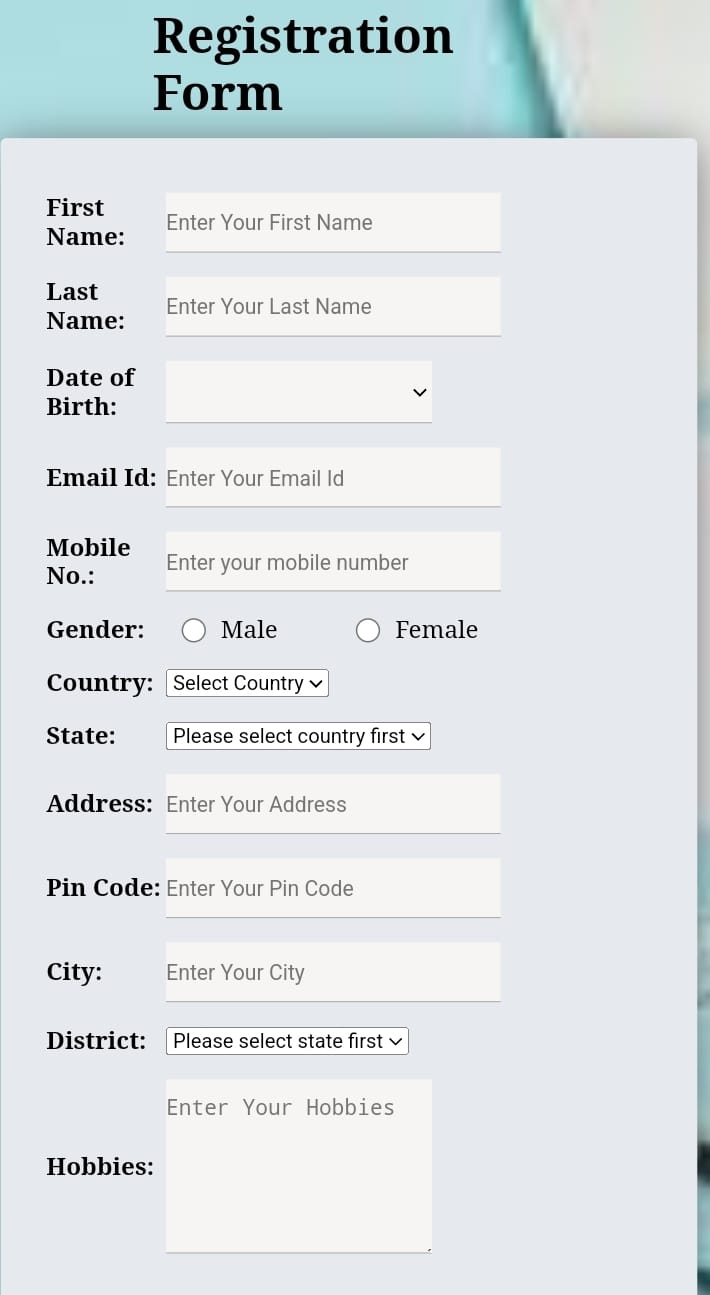 Registration
Form
First
Name:
Enter Your First Name
Last
Name:
Enter Your Last Name
Date of
Birth:
Email Id:
Enter Your Email Id
Mobile
No.:
Enter your mobile number
Gender:
Male
Female
Country:
Select Country
State:
Please select country first
Address:
Enter Your Address
Pin Code:
Enter Your Pin Code
City:
Enter Your City
District:
Please select state first
Hobbies:
Enter Your Hobbies